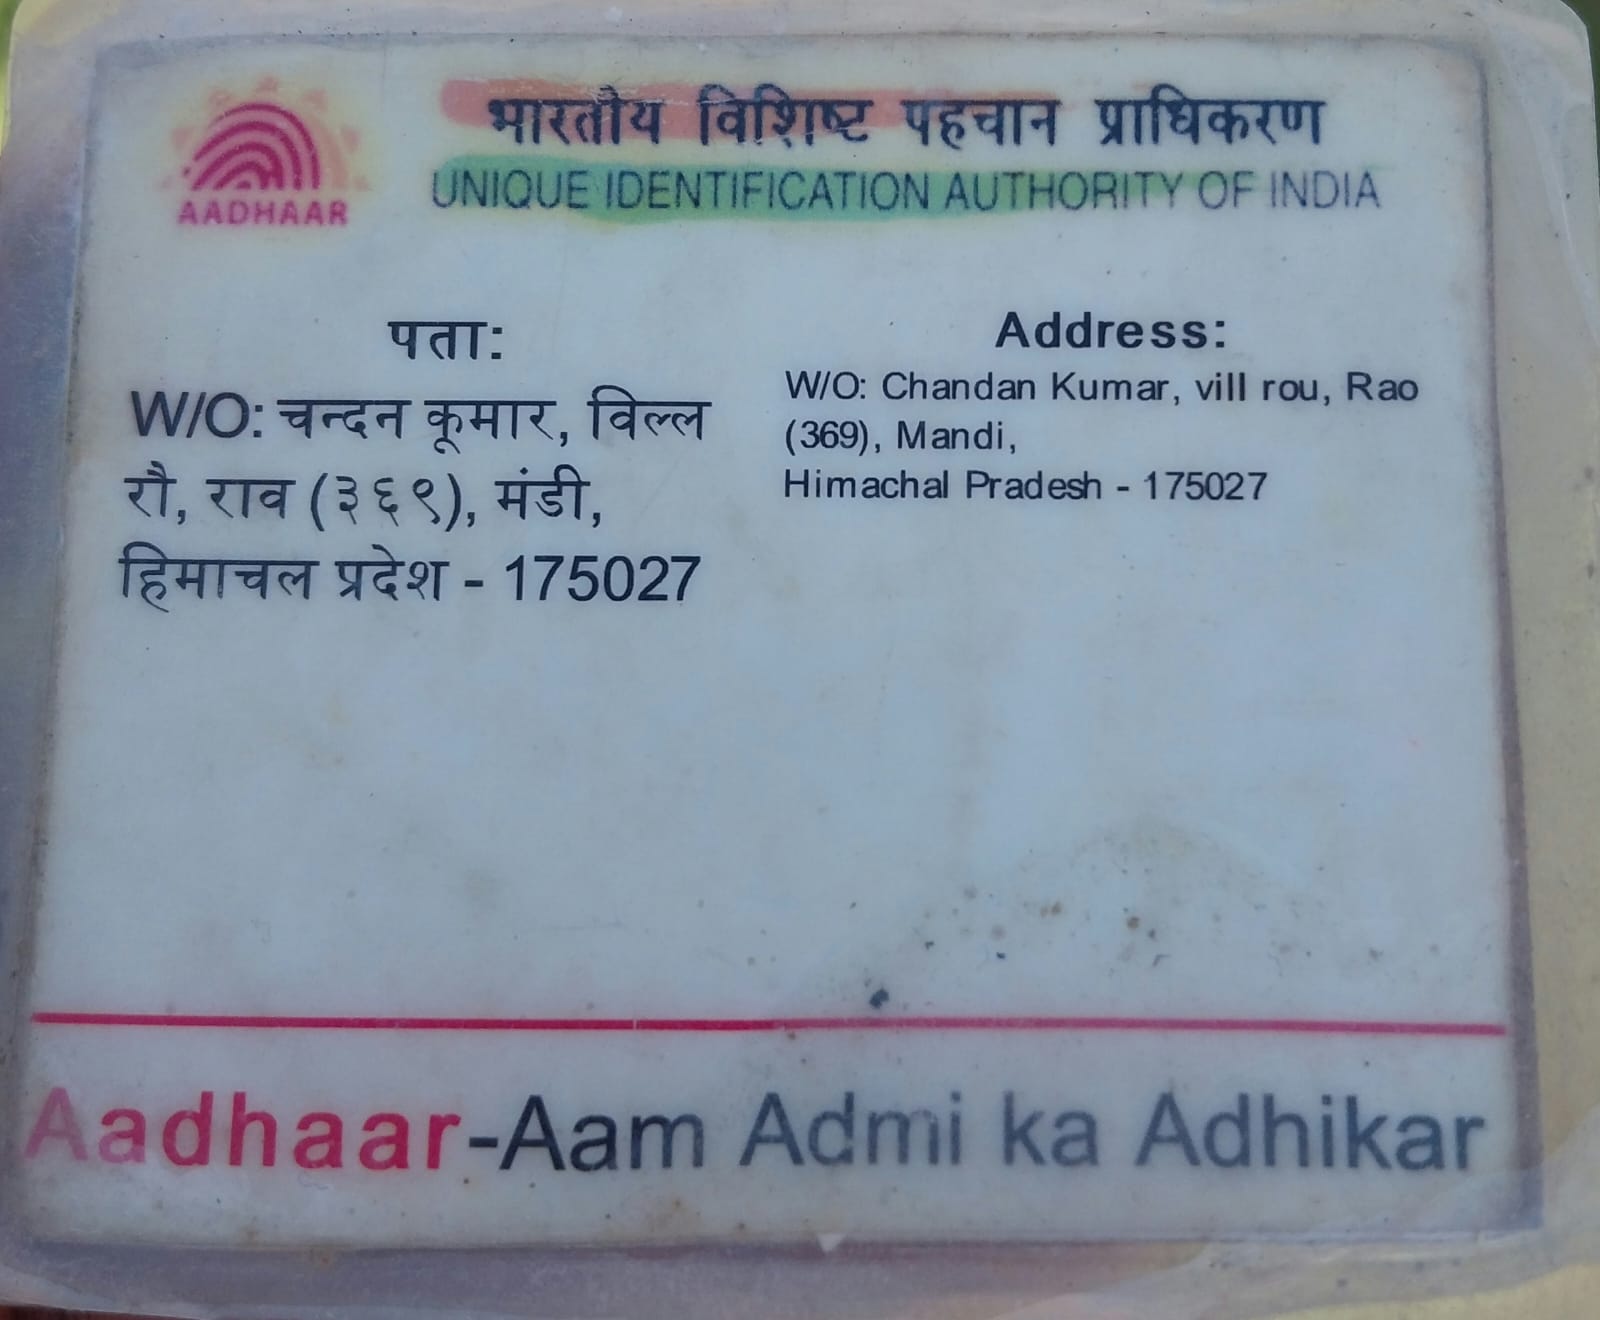 भारतीय विशिष्ट पहचान प्राधिकरण
UNIQUE IDENTIFICATION AUTHORITY OF INDIA
AADHAAR
पता:
W/O: चन्दन कूमार, विल्ल
रौ, राव (३६९), मंडी,
हिमाचल प्रदेश - 175027
Address:
W/O: Chandan Kumar, vill rou, Rao
(369), Mandi,
Himachal Pradesh - 175027
Aadhaar-Aam Admi ka Adhikar